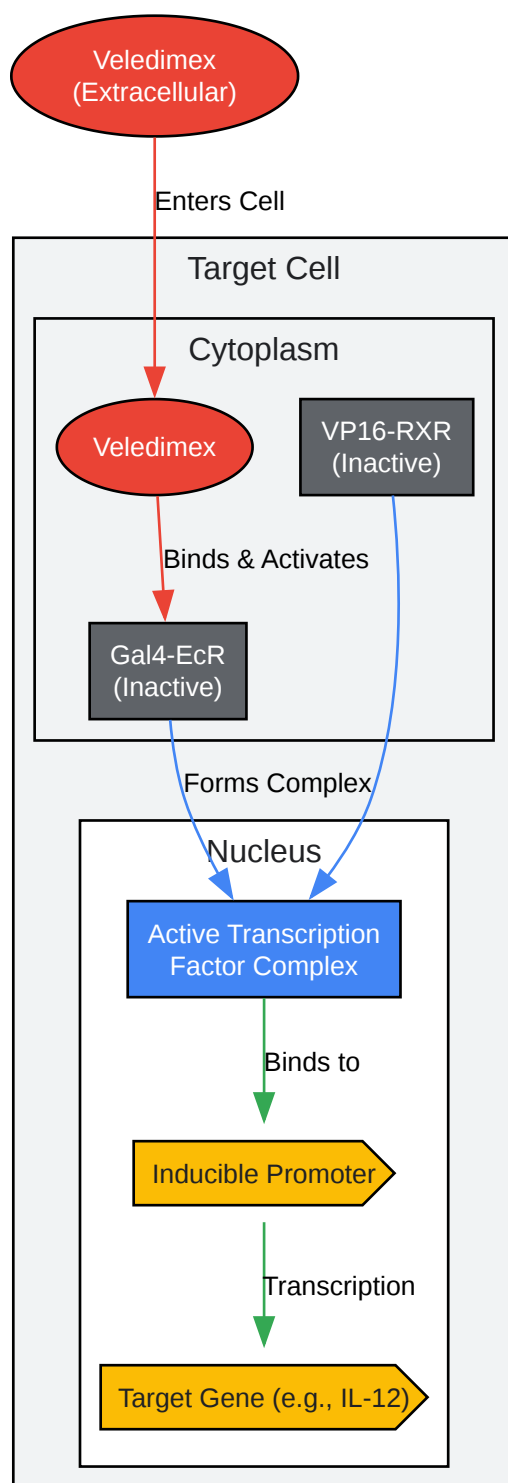 Veledimex
(Extracellular)
Enters Cell
Target Cell
Cytoplasm
Veledimex
VP16-RXR
(Inactive)
Binds & Activates
Gal4-EcR
(Inactive)
Forms Complex
Nucleus
Active Transcription
Factor Complex
Binds to
Inducible Promoter
Transcription
Target Gene (e.g., IL-12)